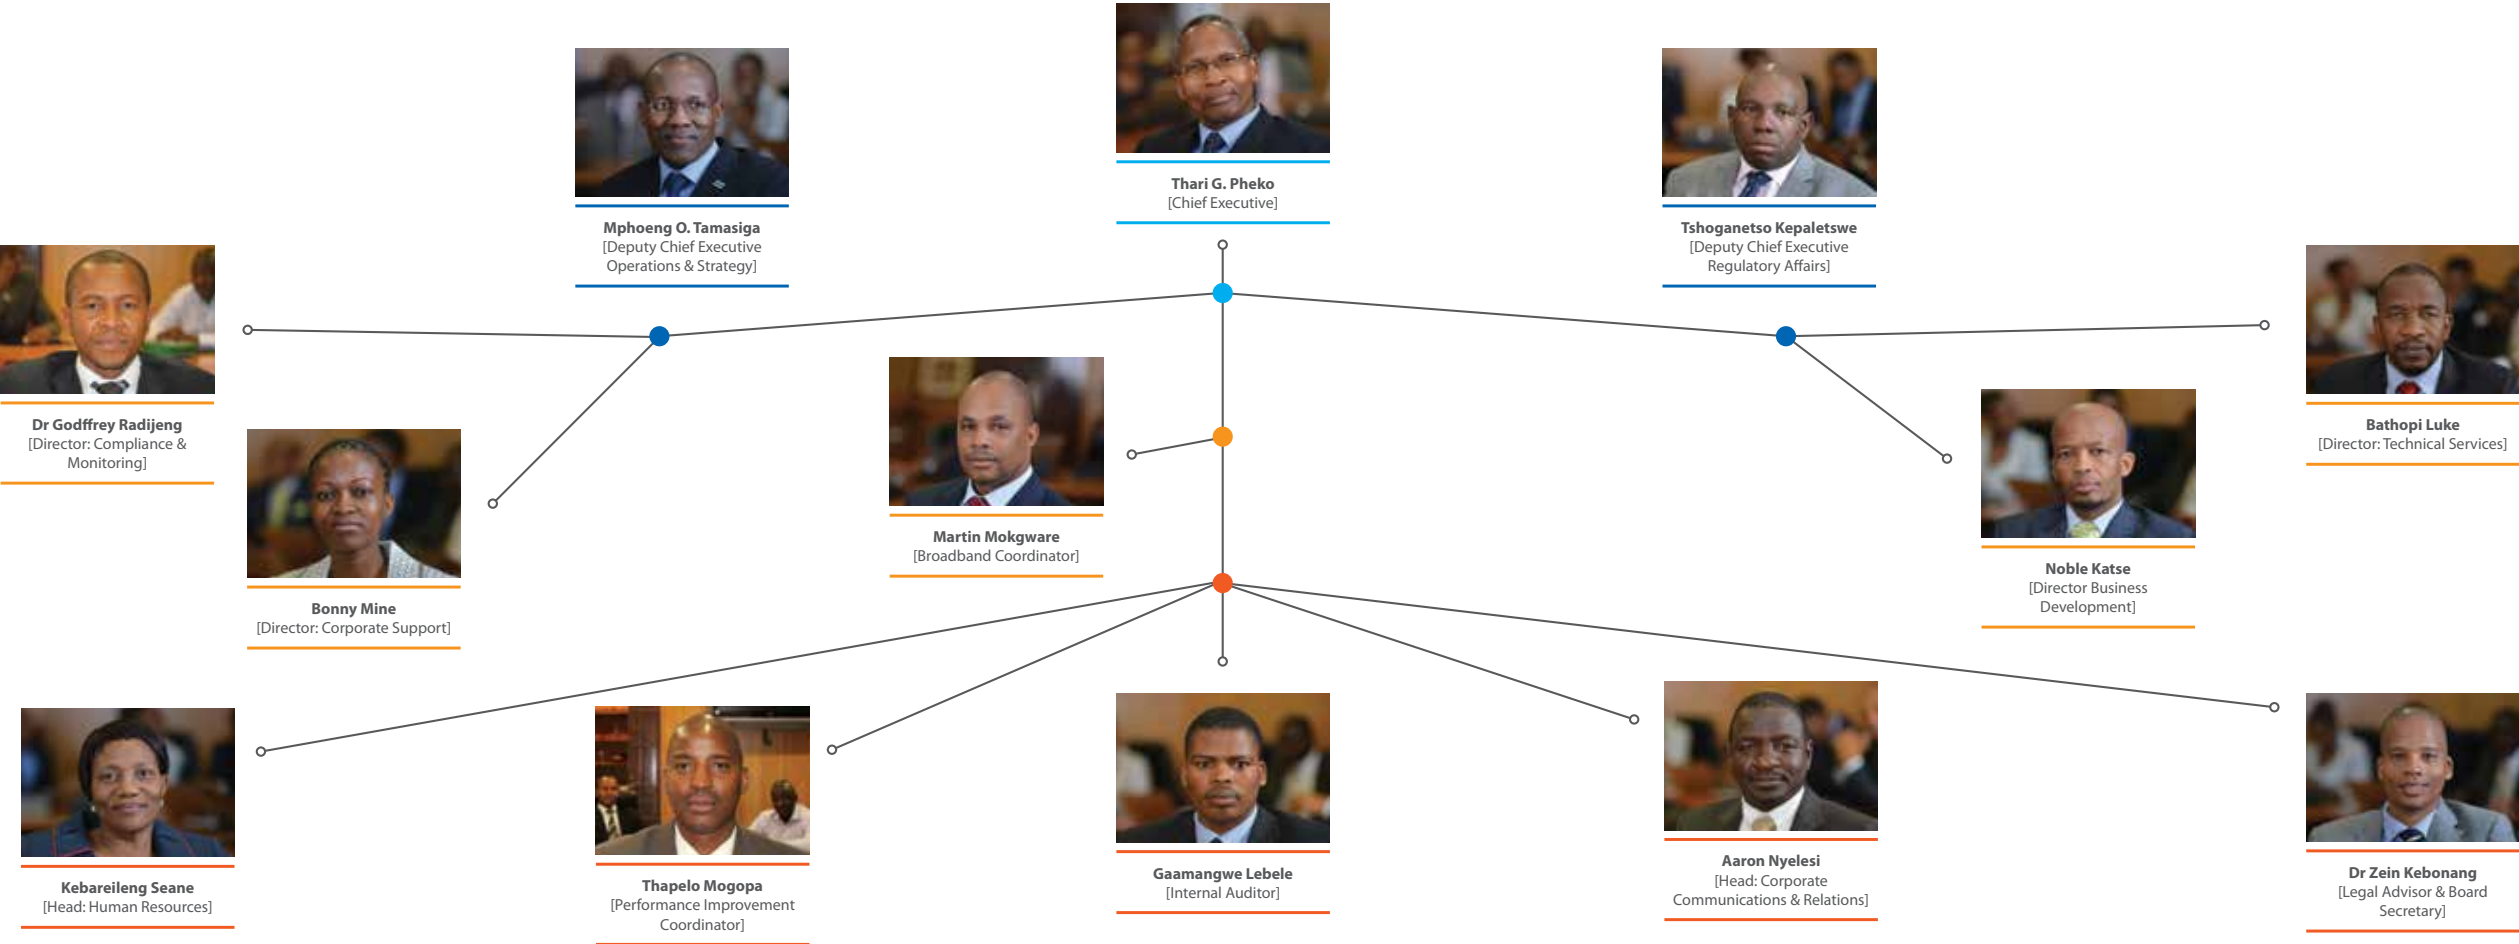 Thari G. Pheko
[Chief Executive]
Mphoeng O. Tamasiga
[Deputy Chief Executive
Operations & Strategy]
Tshoganetso Kepaletswe
[Deputy Chief Executive
Regulatory Affairs]
Dr Godffrey Radijeng
[Director: Compliance &
Monitoring]
Bathopi Luke
[Director: Technical Services]
Martin Mokgware
[Broadband Coordinator]
Noble Katse
[Director Business
Development]
Bonny Mine
[Director: Corporate Support]
Kebareileng Seane
[Head: Human Resources]
Thapelo Mogopa
[Performance Improvement
Coordinator]
Gaamangwe Lebele
[Internal Auditor]
Aaron Nyelesi
[Head: Corporate
Communications & Relations]
Dr Zein Kebonang
[Legal Advisor & Board
Secretary]